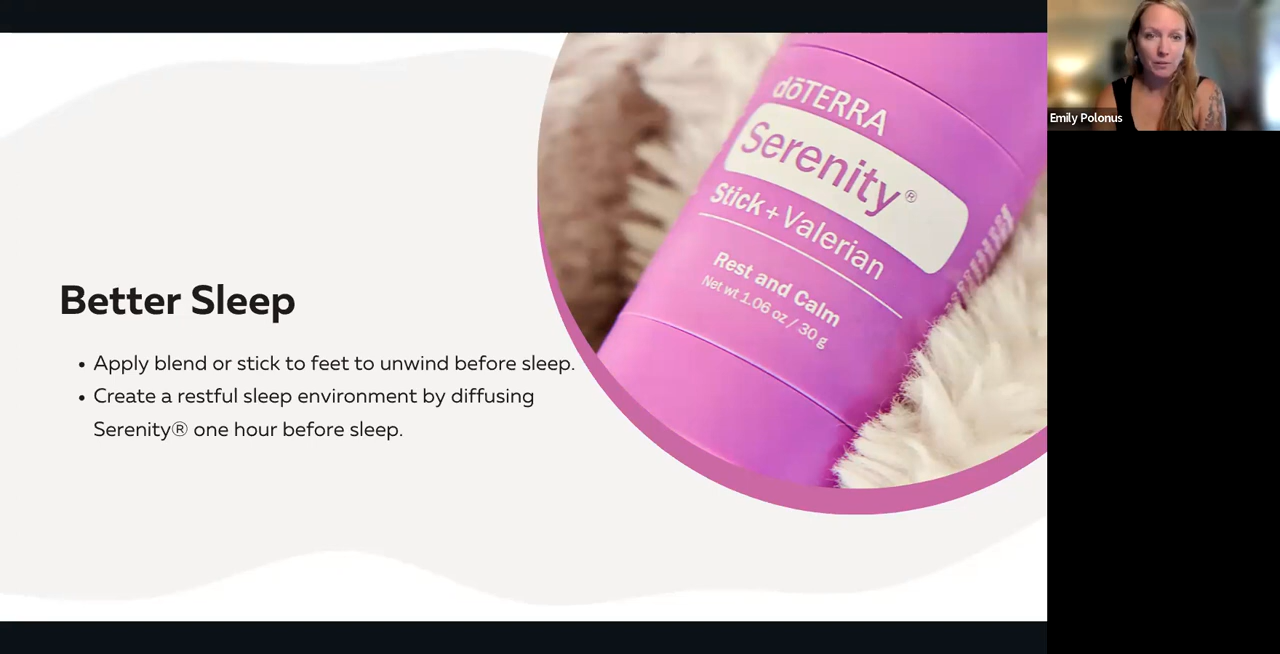 dōTERRA
Serenity®
Stick + Valerian
Rest and Calm
Net wt 1.06 oz / 30 g
Better Sleep
• Apply blend or stick to feet to unwind before sleep.
• Create a restful sleep environment by diffusing
Serenity® one hour before sleep.
Emily Polonus